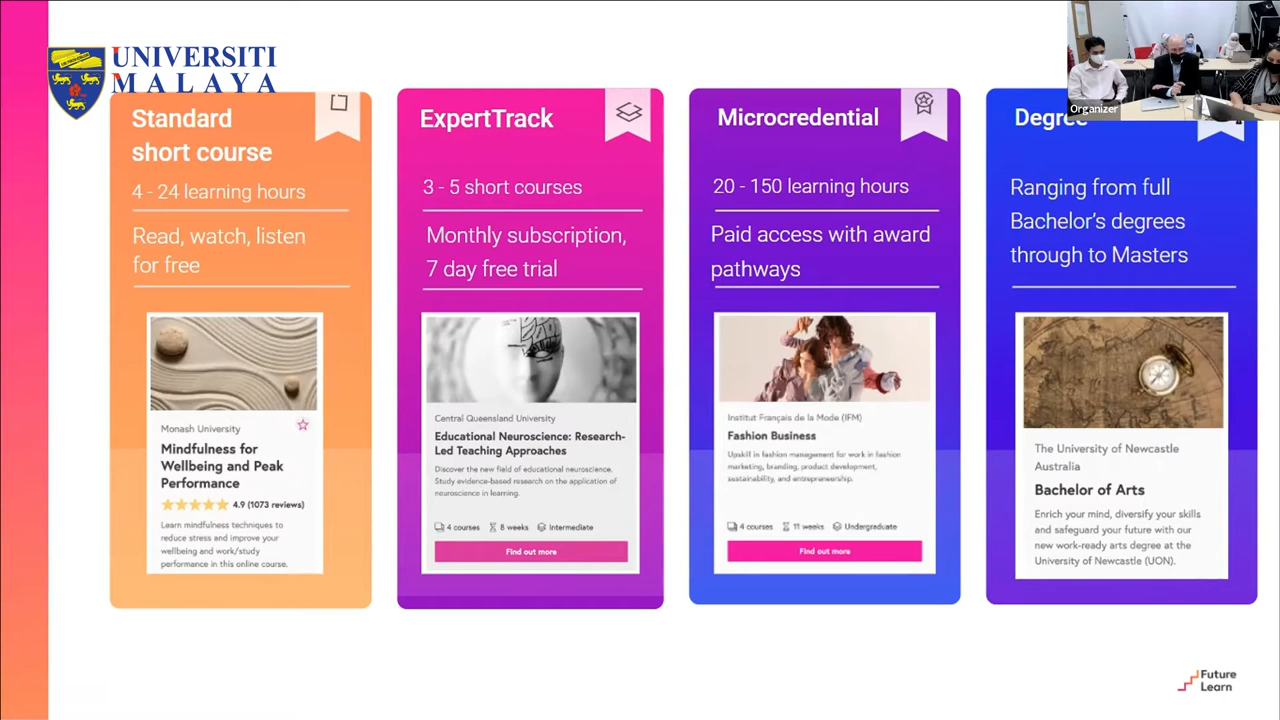 UNIVERSITI
MALAYA
Organizer
Standard
short course
4 - 24 learning hours
Read, watch, listen
for free
Monash University
Mindfulness for
Wellbeing and Peak
Performance
4.9 (1073 reviews)
Learn mindfulness techniques to
reduce stress and improve your
wellbeing and work/study
performance in this online course.
ExpertTrack
3 - 5 short courses
Monthly subscription,
7 day free trial
Central Queensland University
Educational Neuroscience: Research-
Led Teaching Approaches
Discover the new field of educational neuroscience.
Study evidence-based research on the application of
neuroscience in learning.
4 courses 8 weeks Intermediate
Find out more
Microcredential
20 - 150 learning hours
Paid access with award
pathways
Institut Français de la Mode (IFM)
Fashion Business
Upskill in fashion management for work in fashion
marketing, branding, product development,
sustainability, and entrepreneurship.
4 courses 11 weeks Undergraduate
Find out more
Degree
Ranging from full
Bachelor's degrees
through to Masters
The University of Newcastle
Australia
Bachelor of Arts
Enrich your mind, diversify your skills
and safeguard your future with our
new work-ready arts degree at the
University of Newcastle (UON).
Future
Learn